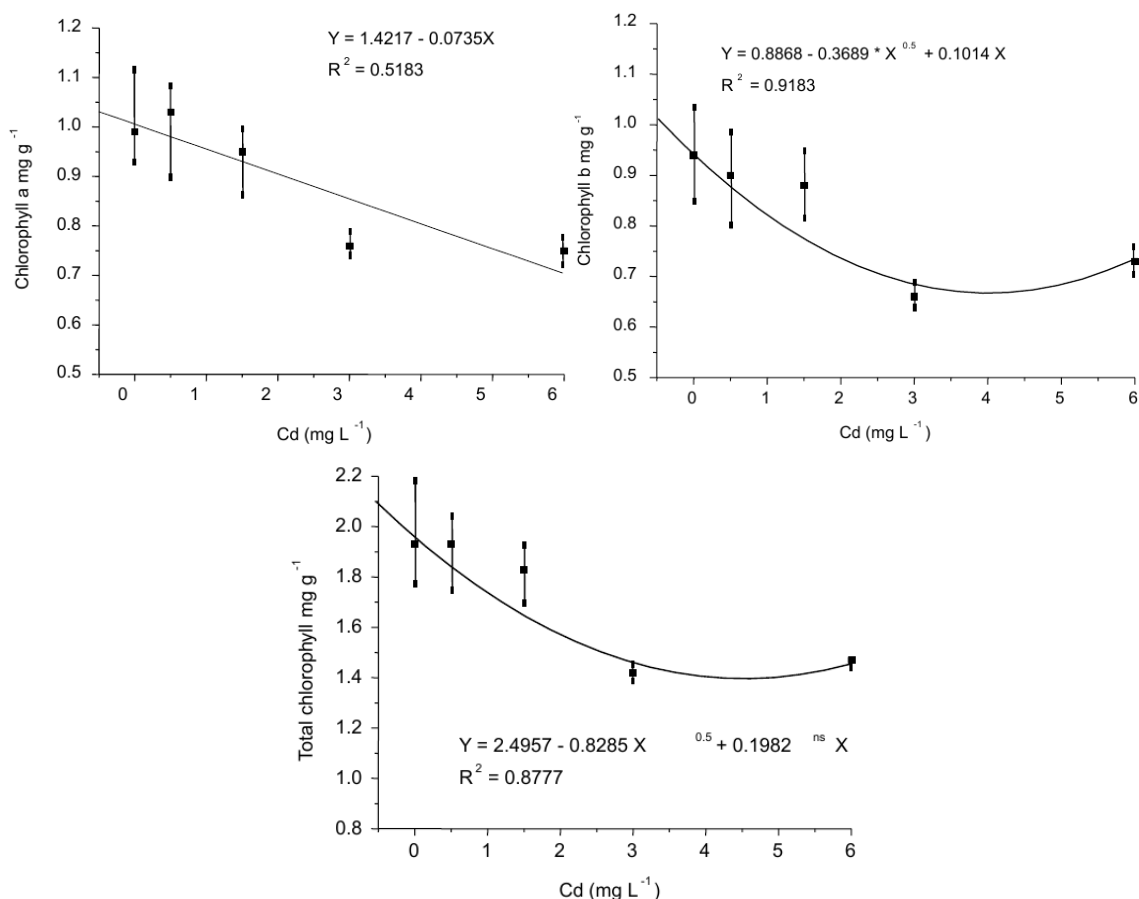 Y = 1.4217 - 0.0735X
R 2 = 0.5183
1.2
1.1
1.0
0.9
0.8
0.7
0.6
0.5
Chlorophyll a mg g -1
0 1 2 3 4 5 6
Cd (mg L -1)
Y = 0.8868 - 0.3689 * X 0.5 + 0.1014 X
R 2 = 0.9183
1.2
1.1
1.0
0.9
0.8
0.7
0.6
0.5
Chlorophyll b mg g -1
0 1 2 3 4 5 6
Cd (mg L -1)
2.2
2.0
1.8
1.6
1.4
1.2
1.0
0.8
Total chlorophyll mg g -1
Y = 2.4957 - 0.8285 X 0.5 + 0.1982 ns X
R 2 = 0.8777
0 1 2 3 4 5 6
Cd (mg L -1)